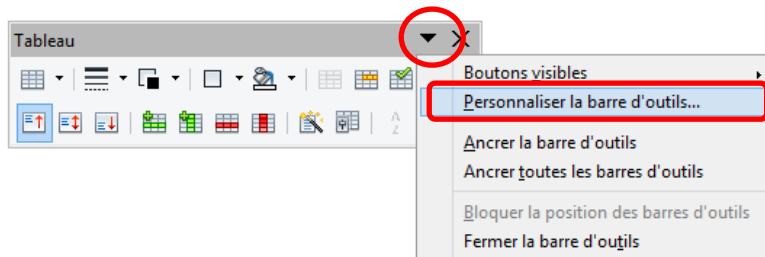 Tableau
Boutons visibles
Personnaliser la barre d'outils...
Ancrer la barre d'outils
Ancrer toutes les barres d'outils
Bloquer la position des barres d'outils
Fermer la barre d'outils
A
Z